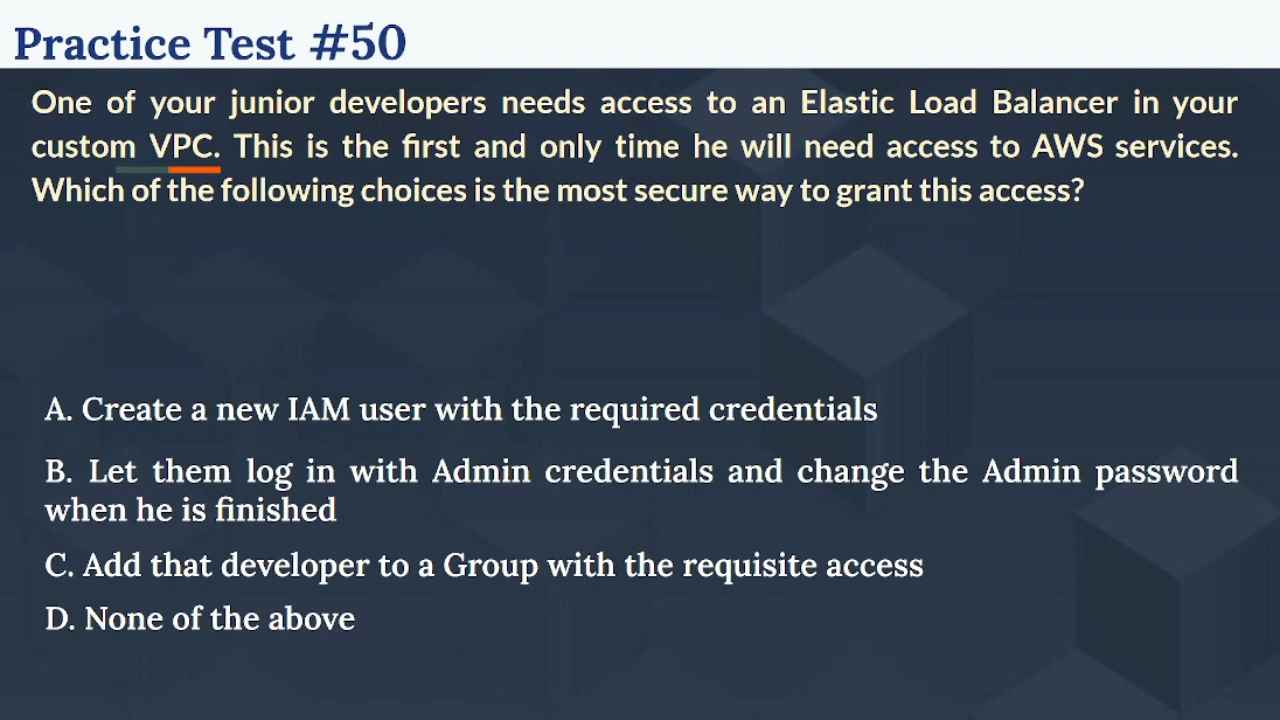 Practice Test #50
One of your junior developers needs access to an Elastic Load Balancer in your
custom VPC. This is the first and only time he will need access to AWS services.
Which of the following choices is the most secure way to grant this access?
A. Create a new IAM user with the required credentials
B. Let them log in with Admin credentials and change the Admin password
when he is finished
C. Add that developer to a Group with the requisite access
D. None of the above